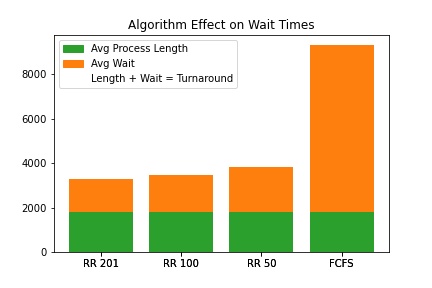 Algorithm Effect on Wait Times
Avg Process Length
Avg Wait
Length + Wait = Turnaround
8000
6000
4000
2000
0
RR 201 RR 100 RR 50 FCFS